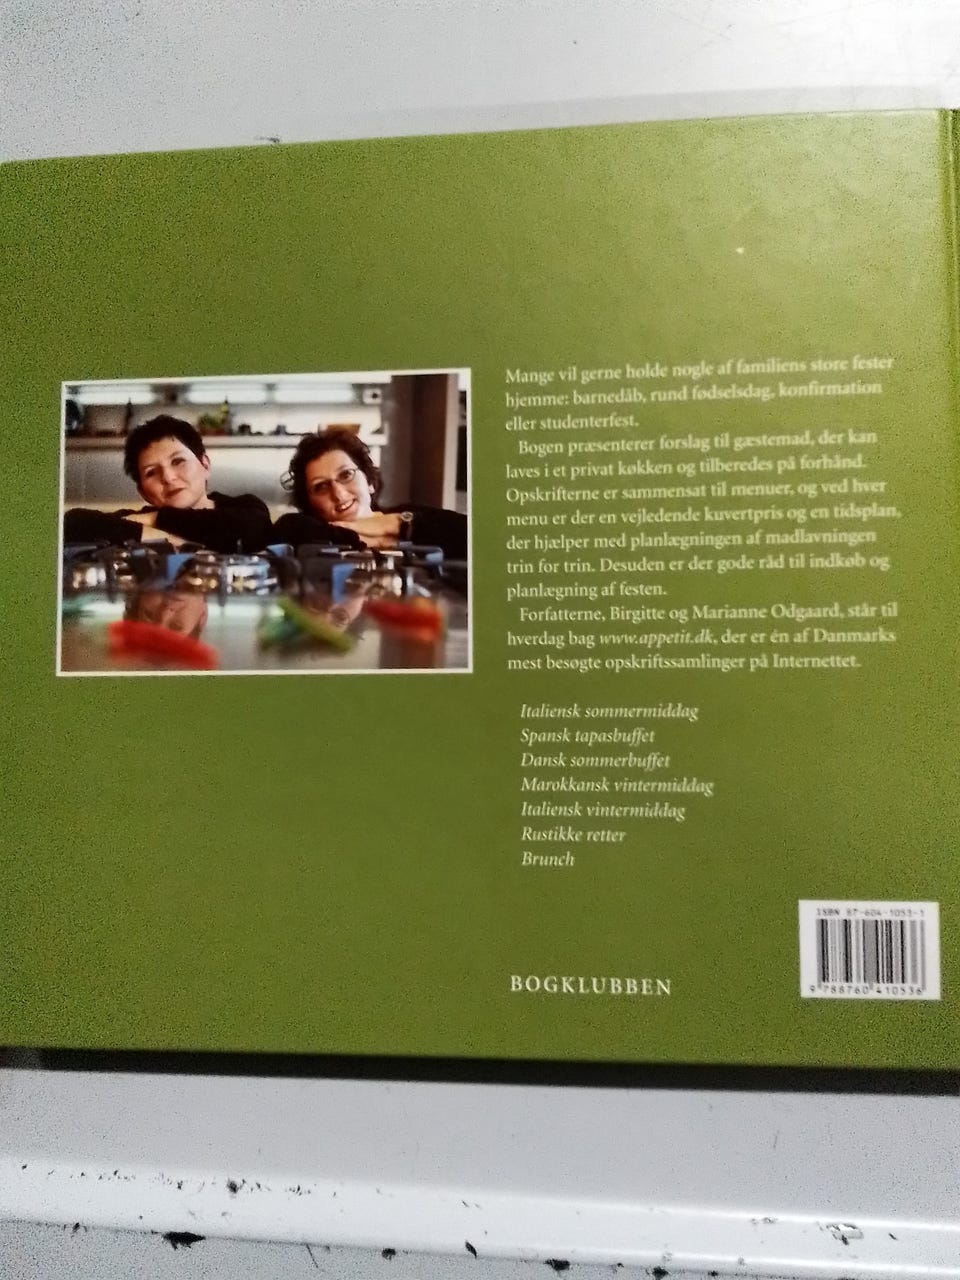 Mange vil gerne holde nogle af familiens store fester
hjemme: barnedåb, rund fødselsdag, konfirmation
eller studenterfest.
Bogen præsenterer forslag til gæstemad, der kan
laves i et privat køkken og tilberedes på forhånd.
Opskrifterne er sammensat til menuer, og ved hver
menu er der en vejledende kuvertpris og en tidsplan,
der hjælper med planlægningen af madlavningen
trin for trin. Desuden er der gode råd til indkøb og
planlægning af festen.
Forfatterne, Birgitte og Marianne Odgaard, står til
hverdag bag www.appetit.dk, der er én af Danmarks
mest besøgte opskriftssamlinger på Internettet.
Italiensk sommermiddag
Spansk tapasbuffet
Dansk sommerbuffet
Marokkansk vintermiddag
Italiensk vintermiddag
Rustikke retter
Brunch
BOGKLUBBEN
ISBN 87-604-1053-1
9 788760 410536